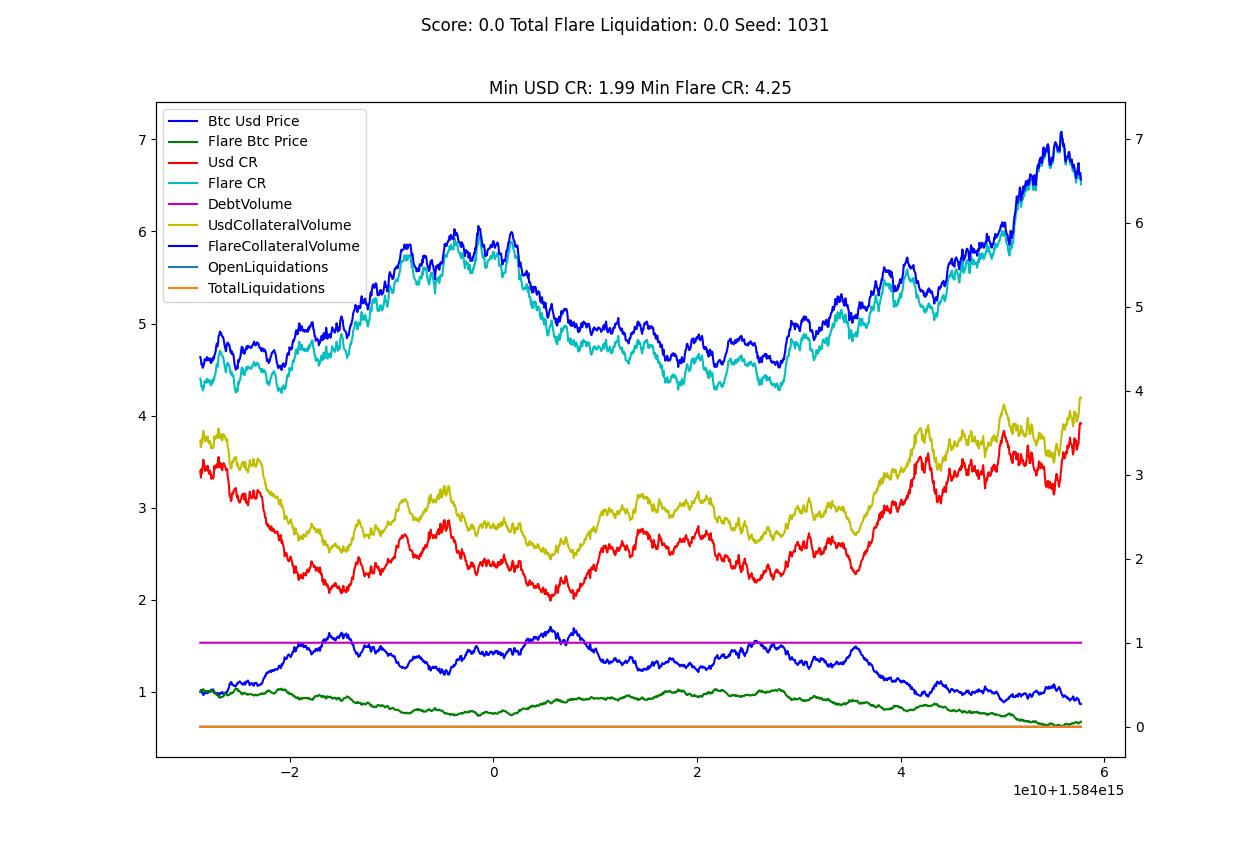 Score: 0.0 Total Flare Liquidation: 0.0 Seed: 1031
Min USD CR: 1.99 Min Flare CR: 4.25
Btc Usd Price
Flare Btc Price
Usd CR
Flare CR
DebtVolume
UsdCollateralVolume
FlareCollateralVolume
OpenLiquidations
TotalLiquidations
7
6
5
4
3
2
1
7
6
5
4
3
2
1
0
−2
0
2
4
6
1e10+1.584e15